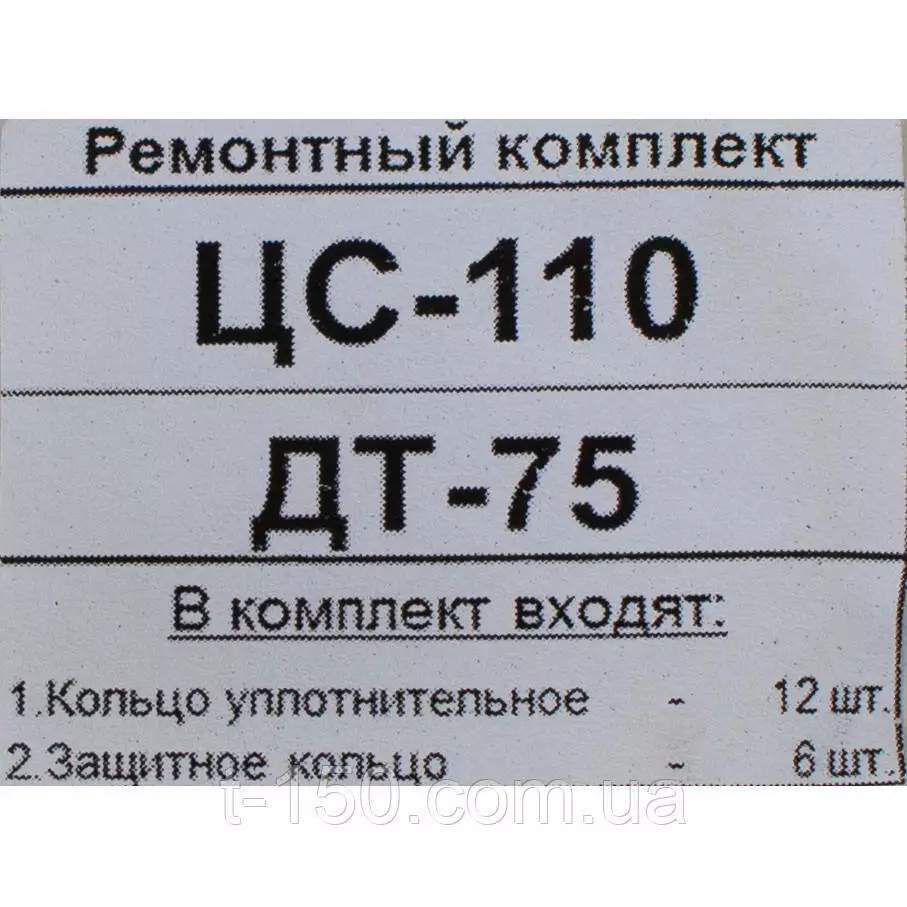 Ремонтный комплект
ЦС-110
ДТ-75
В комплект входят:
1.Кольцо уплотнительное - 12 шт.
2.Защитное кольцо - 6 шт.
t-150.com.ua